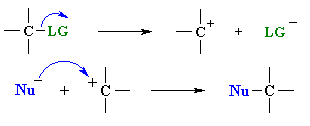 C–LG ⟶ C⁺ + LG⁻
Nu⁻ + ⁺C ⟶ Nu–C